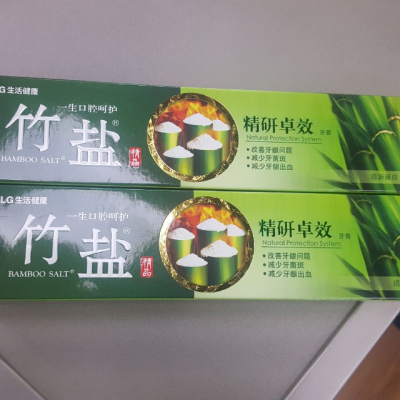 LG生活健康
一生口腔呵护
竹盐®
BAMBOO SALT®
精品
精研卓效 牙膏
Natural Protection System
•改善牙龈问题
•减少牙菌斑
•减少牙龈出血
LG生活健康
一生口腔呵护
竹盐®
BAMBOO SALT®
精品
精研卓效 牙膏
Natural Protection System
•改善牙龈问题
•减少牙菌斑
•减少牙龈出血